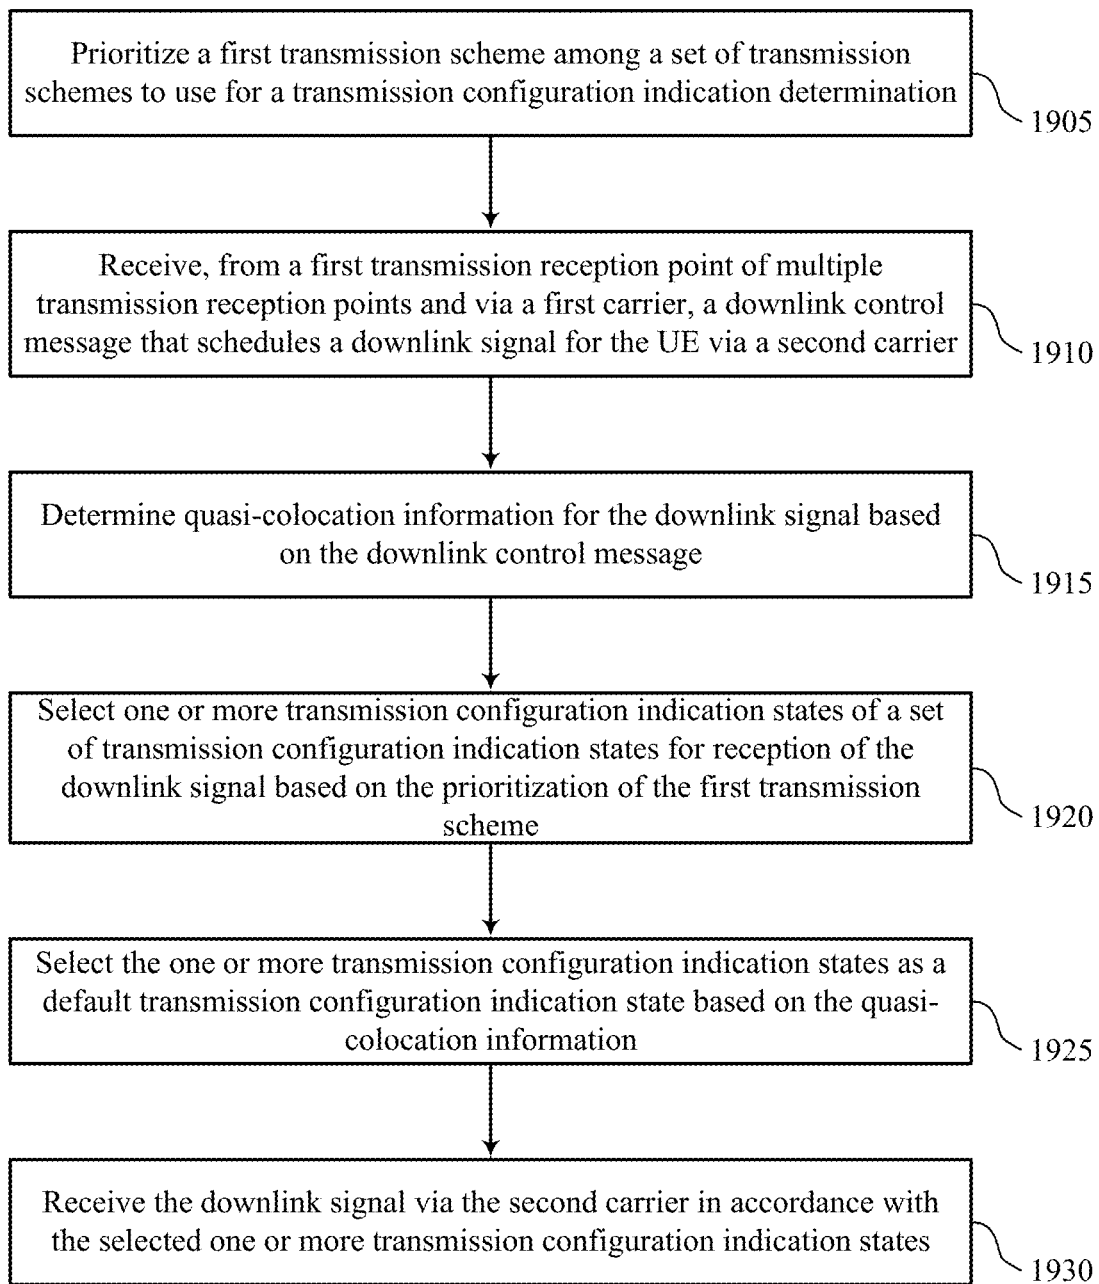 Prioritize a first transmission scheme among a set of transmission
schemes to use for a transmission configuration indication determination
1905
Receive, from a first transmission reception point of multiple
transmission reception points and via a first carrier, a downlink control
message that schedules a downlink signal for the UE via a second carrier
1910
Determine quasi-colocation information for the downlink signal based
on the downlink control message
1915
Select one or more transmission configuration indication states of a set
of transmission configuration indication states for reception of the
downlink signal based on the prioritization of the first transmission
scheme
1920
Select the one or more transmission configuration indication states as a
default transmission configuration indication state based on the quasi-
colocation information
1925
Receive the downlink signal via the second carrier in accordance with
the selected one or more transmission configuration indication states
1930